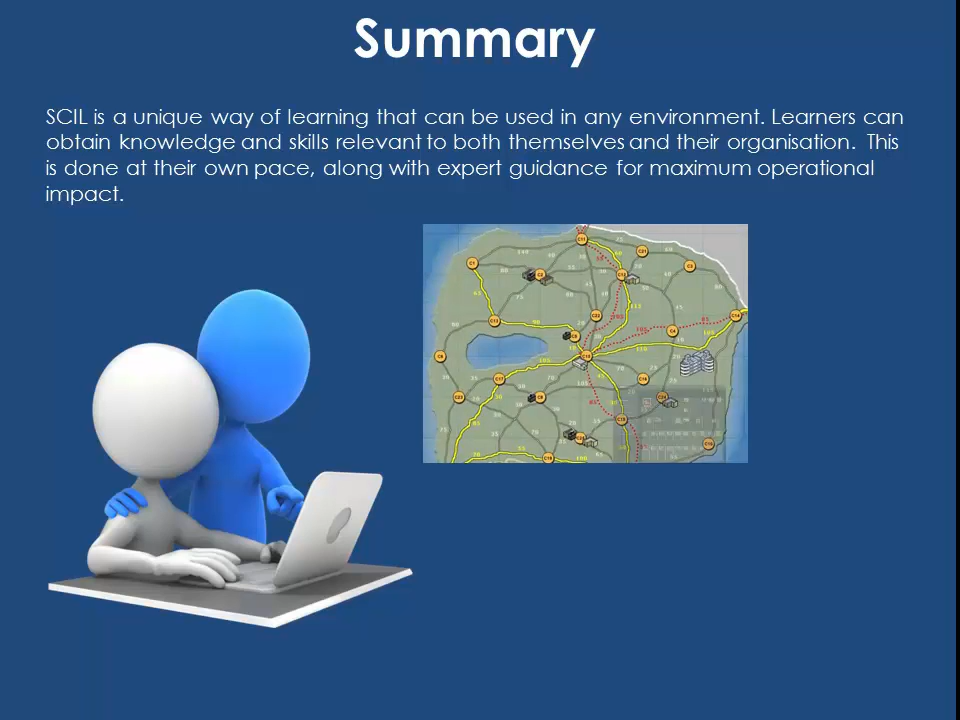 Summary
SCIL is a unique way of learning that can be used in any environment. Learners can
obtain knowledge and skills relevant to both themselves and their organisation. This
is done at their own pace, along with expert guidance for maximum operational
impact.